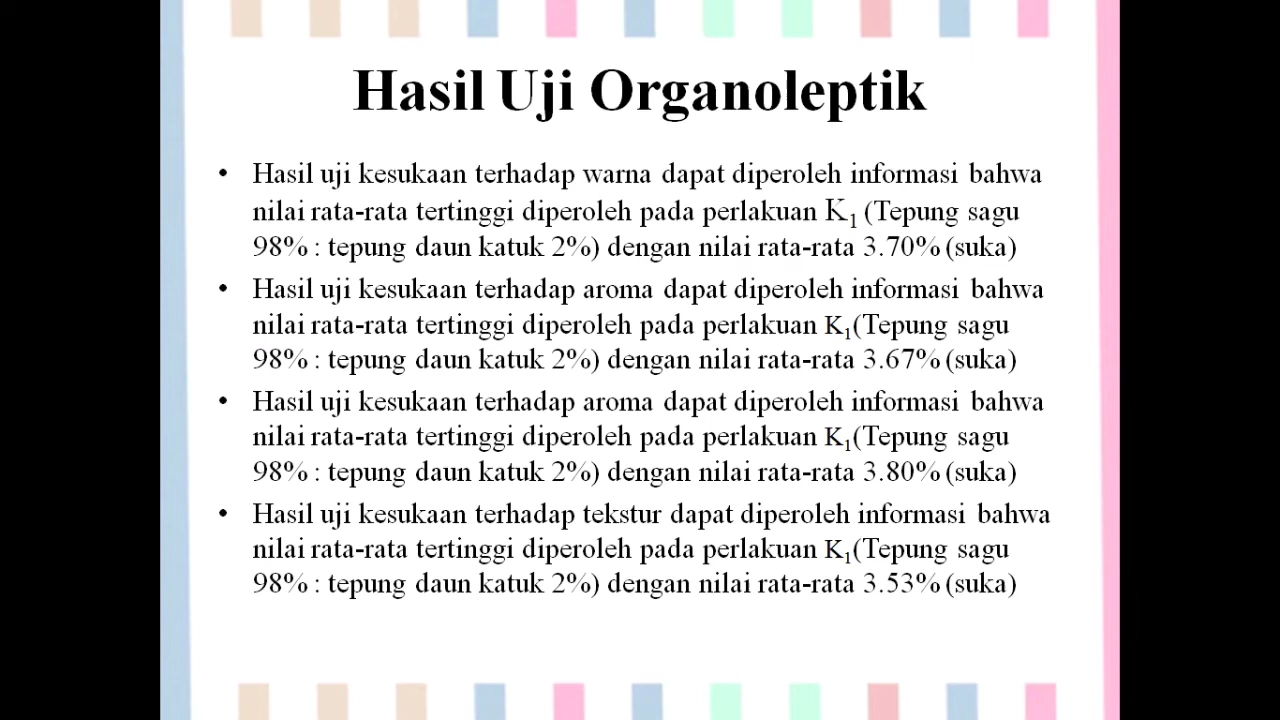 Hasil Uji Organoleptik
• Hasil uji kesukaan terhadap warna dapat diperoleh informasi bahwa
nilai rata-rata tertinggi diperoleh pada perlakuan K₁ (Tepung sagu
98% : tepung daun katuk 2%) dengan nilai rata-rata 3.70% (suka)
• Hasil uji kesukaan terhadap aroma dapat diperoleh informasi bahwa
nilai rata-rata tertinggi diperoleh pada perlakuan K₁(Tepung sagu
98% : tepung daun katuk 2%) dengan nilai rata-rata 3.67% (suka)
• Hasil uji kesukaan terhadap aroma dapat diperoleh informasi bahwa
nilai rata-rata tertinggi diperoleh pada perlakuan K₁(Tepung sagu
98% : tepung daun katuk 2%) dengan nilai rata-rata 3.80% (suka)
• Hasil uji kesukaan terhadap tekstur dapat diperoleh informasi bahwa
nilai rata-rata tertinggi diperoleh pada perlakuan K₁(Tepung sagu
98% : tepung daun katuk 2%) dengan nilai rata-rata 3.53% (suka)